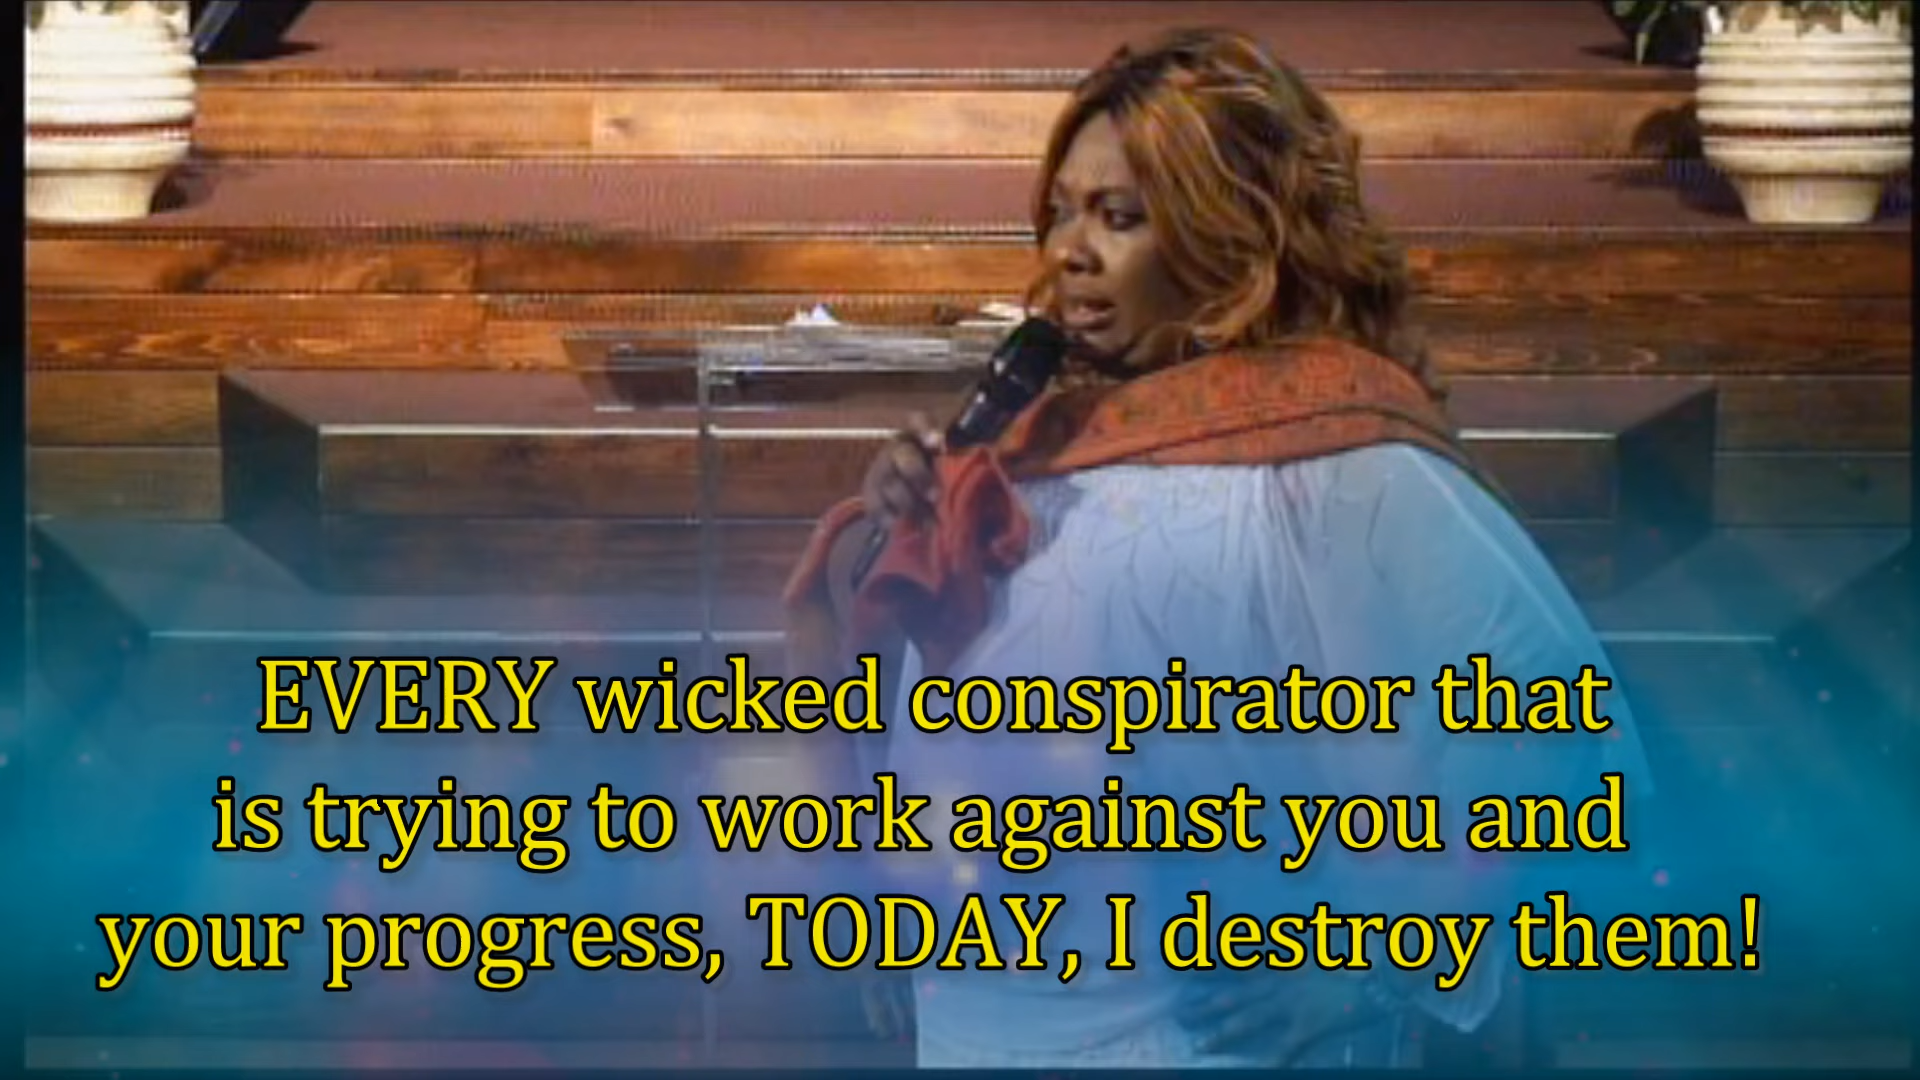 EVERY wicked conspirator that
is trying to work against you and
your progress, TODAY, I destroy them!